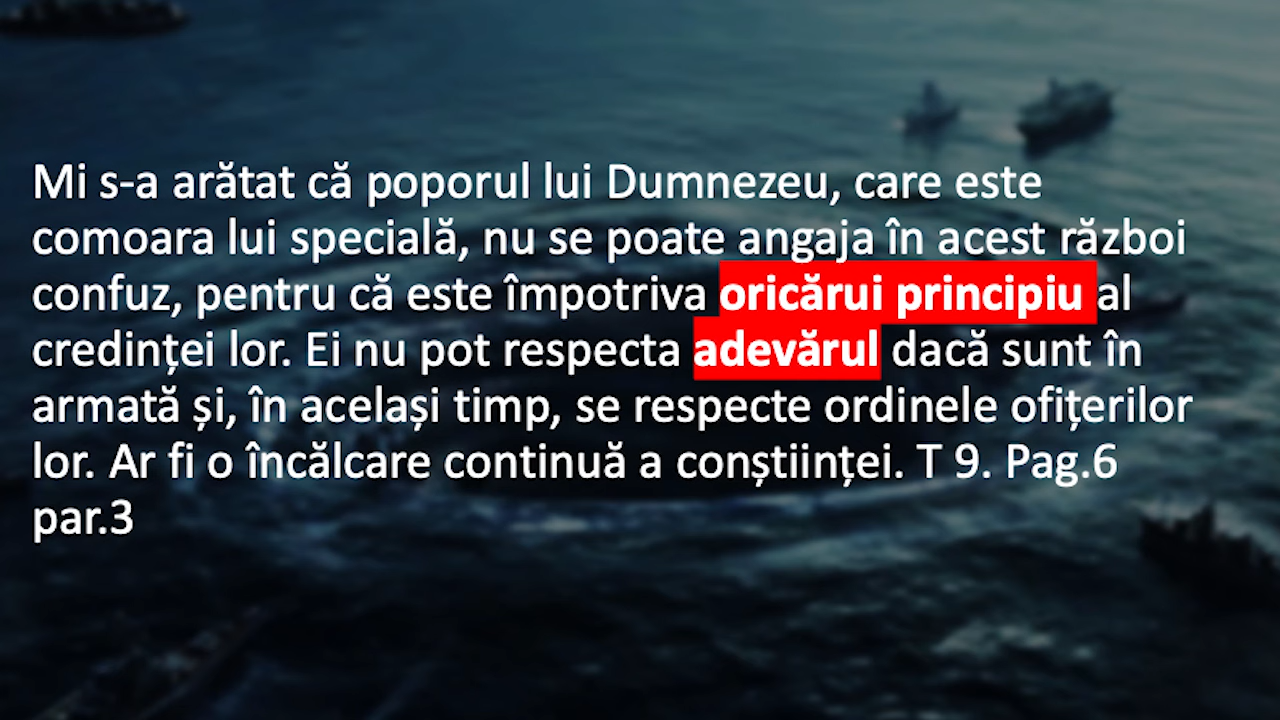 Mi s-a arătat că poporul lui Dumnezeu, care este
comoara lui specială, nu se poate angaja în acest război
confuz, pentru că este împotriva oricărui principiu al
credinței lor. Ei nu pot respecta adevărul dacă sunt în
armată și, în același timp, se respecte ordinele ofițerilor
lor. Ar fi o încălcare continuă a conștiinței. T 9. Pag.6
par.3